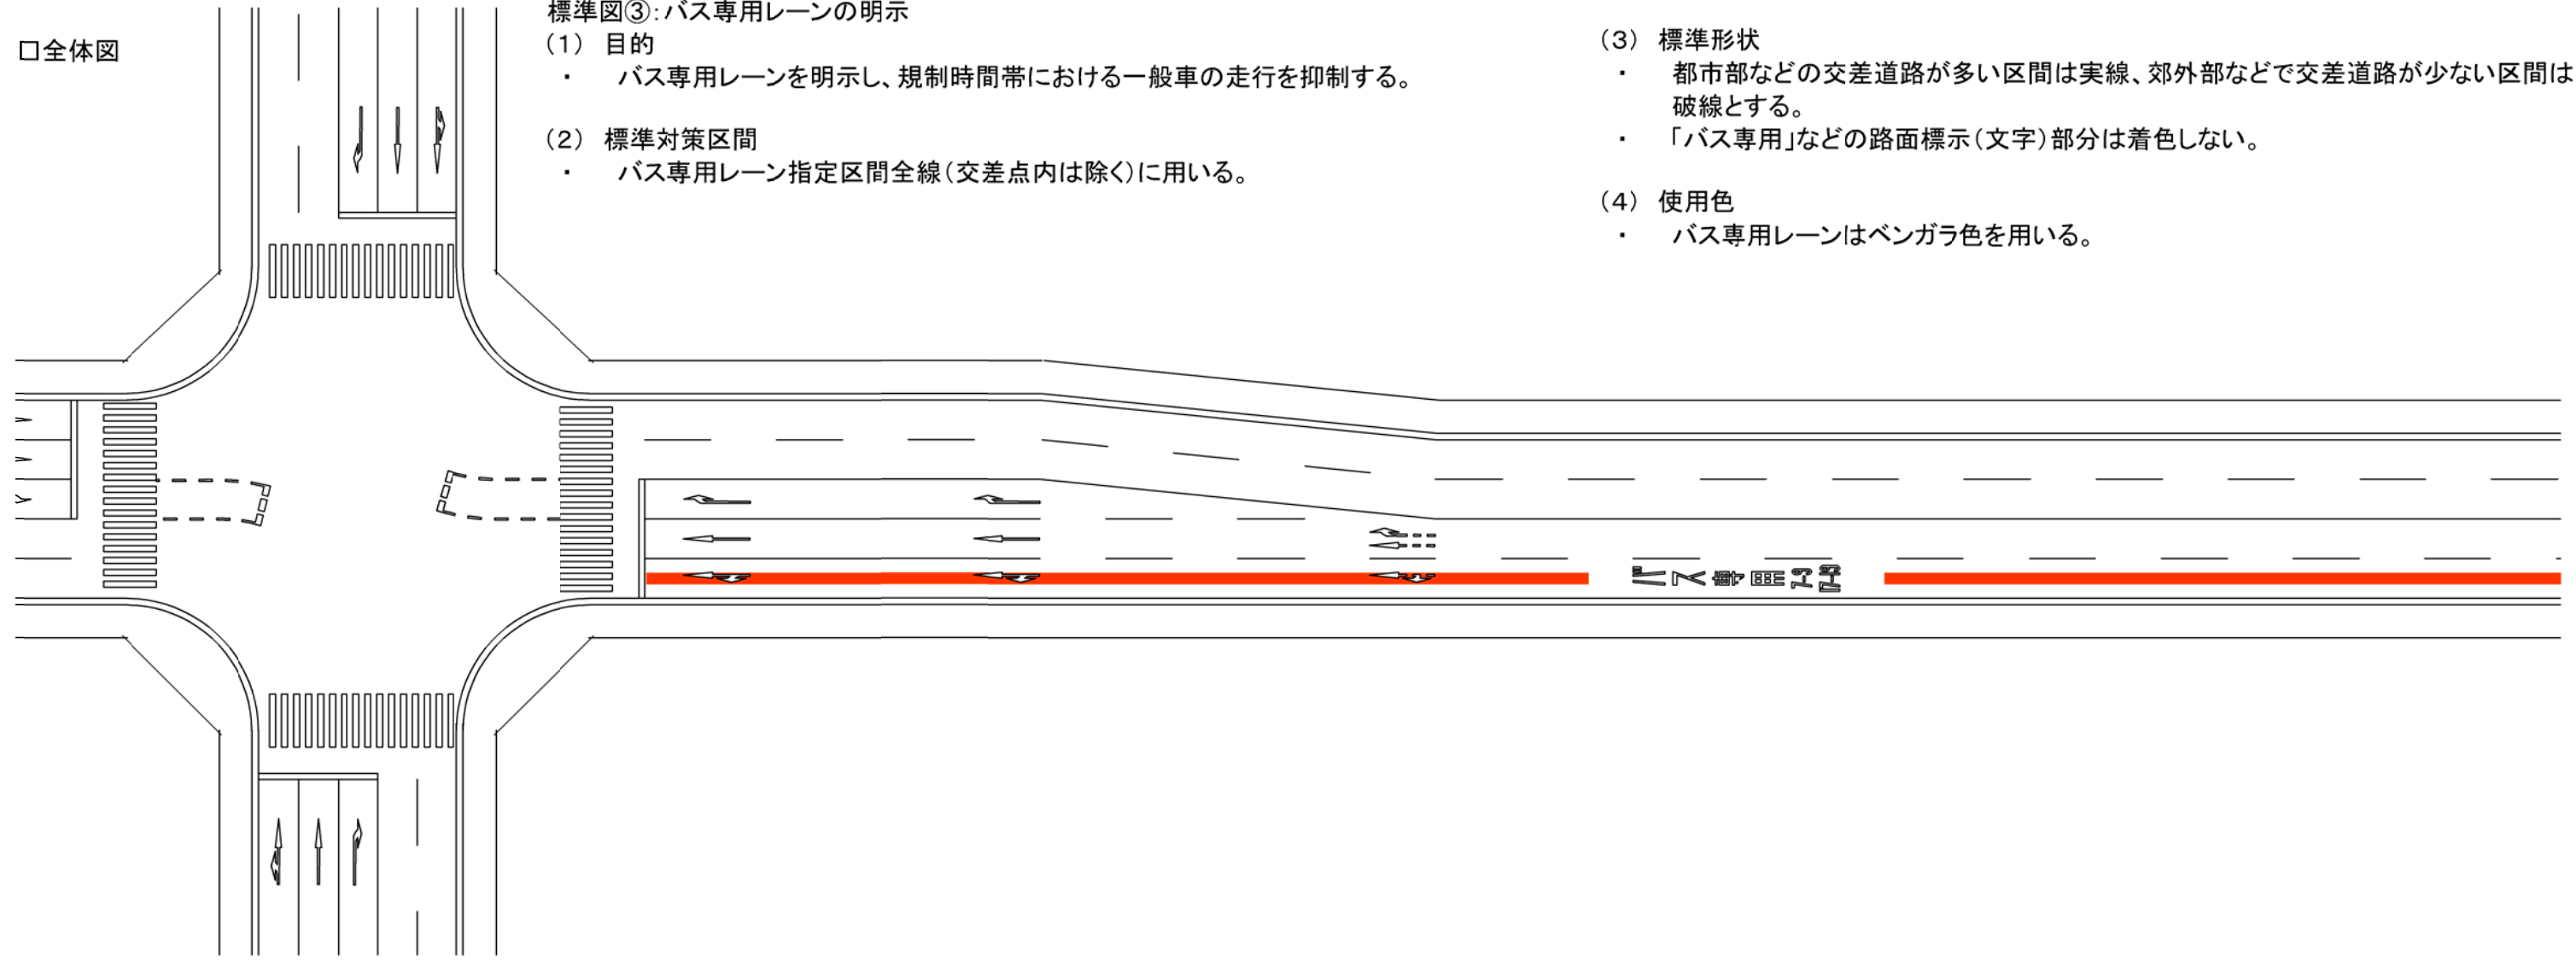 □全体図
標準図③:バス専用レーンの明示
(1) 目的
・ バス専用レーンを明示し、規制時間帯における一般車の走行を抑制する。
(2) 標準対策区間
・ バス専用レーン指定区間全線(交差点内は除く)に用いる。
(3) 標準形状
・ 都市部などの交差道路が多い区間は実線、郊外部などで交差道路が少ない区間は
破線とする。
・ 「バス専用」などの路面標示(文字)部分は着色しない。
(4) 使用色
・ バス専用レーンはベンガラ色を用いる。
バス専用